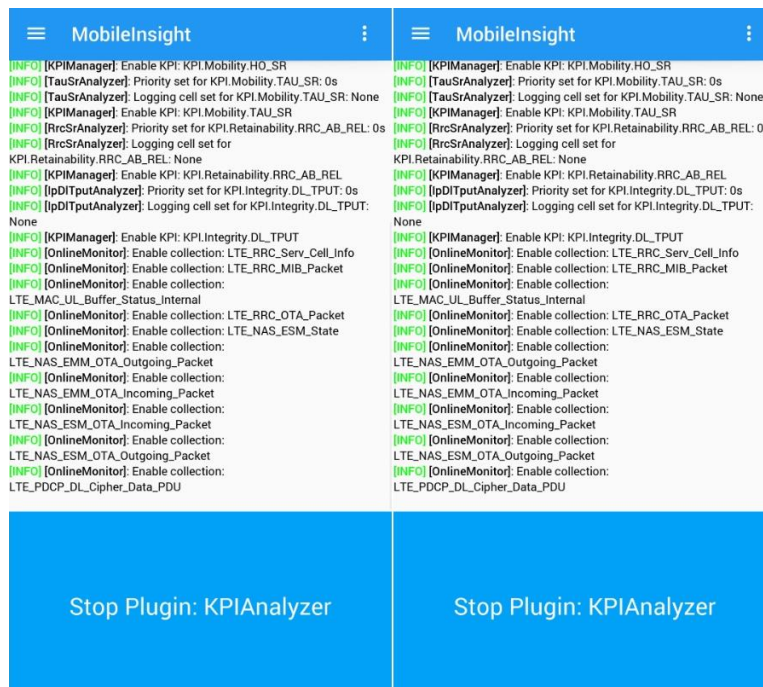 MobileInsight
[INFO] [KPIManager]: Enable KPI: KPI.Mobility.HO_SR
[INFO] [TauSrAnalyzer]: Priority set for KPI.Mobility.TAU_SR: 0s
[INFO] [TauSrAnalyzer]: Logging cell set for KPI.Mobility.TAU_SR: None
[INFO] [KPIManager]: Enable KPI: KPI.Mobility.TAU_SR
[INFO] [RrcSrAnalyzer]: Priority set for KPI.Retainability.RRC_AB_REL: 0s
[INFO] [RrcSrAnalyzer]: Logging cell set for
KPI.Retainability.RRC_AB_REL: None
[INFO] [KPIManager]: Enable KPI: KPI.Retainability.RRC_AB_REL
[INFO] [IpDlTputAnalyzer]: Priority set for KPI.Integrity.DL_TPUT: 0s
[INFO] [IpDlTputAnalyzer]: Logging cell set for KPI.Integrity.DL_TPUT:
None
[INFO] [KPIManager]: Enable KPI: KPI.Integrity.DL_TPUT
[INFO] [OnlineMonitor]: Enable collection: LTE_RRC_Serv_Cell_Info
[INFO] [OnlineMonitor]: Enable collection: LTE_RRC_MIB_Packet
[INFO] [OnlineMonitor]: Enable collection:
LTE_MAC_UL_Buffer_Status_Internal
[INFO] [OnlineMonitor]: Enable collection: LTE_RRC_OTA_Packet
[INFO] [OnlineMonitor]: Enable collection: LTE_NAS_ESM_State
[INFO] [OnlineMonitor]: Enable collection:
LTE_NAS_EMM_OTA_Outgoing_Packet
[INFO] [OnlineMonitor]: Enable collection:
LTE_NAS_EMM_OTA_Incoming_Packet
[INFO] [OnlineMonitor]: Enable collection:
LTE_NAS_ESM_OTA_Incoming_Packet
[INFO] [OnlineMonitor]: Enable collection:
LTE_NAS_ESM_OTA_Outgoing_Packet
[INFO] [OnlineMonitor]: Enable collection:
LTE_PDCP_DL_Cipher_Data_PDU
Stop Plugin: KPIAnalyzer
MobileInsight
[INFO] [KPIManager]: Enable KPI: KPI.Mobility.HO_SR
[INFO] [TauSrAnalyzer]: Priority set for KPI.Mobility.TAU_SR: 0s
[INFO] [TauSrAnalyzer]: Logging cell set for KPI.Mobility.TAU_SR: None
[INFO] [KPIManager]: Enable KPI: KPI.Mobility.TAU_SR
[INFO] [RrcSrAnalyzer]: Priority set for KPI.Retainability.RRC_AB_REL: 0
[INFO] [RrcSrAnalyzer]: Logging cell set for
KPI.Retainability.RRC_AB_REL: None
[INFO] [KPIManager]: Enable KPI: KPI.Retainability.RRC_AB_REL
[INFO] [IpDlTputAnalyzer]: Priority set for KPI.Integrity.DL_TPUT: 0s
[INFO] [IpDlTputAnalyzer]: Logging cell set for KPI.Integrity.DL_TPUT:
None
[INFO] [KPIManager]: Enable KPI: KPI.Integrity.DL_TPUT
[INFO] [OnlineMonitor]: Enable collection: LTE_RRC_Serv_Cell_Info
[INFO] [OnlineMonitor]: Enable collection: LTE_RRC_MIB_Packet
[INFO] [OnlineMonitor]: Enable collection:
LTE_MAC_UL_Buffer_Status_Internal
[INFO] [OnlineMonitor]: Enable collection: LTE_RRC_OTA_Packet
[INFO] [OnlineMonitor]: Enable collection: LTE_NAS_ESM_State
[INFO] [OnlineMonitor]: Enable collection:
LTE_NAS_EMM_OTA_Outgoing_Packet
[INFO] [OnlineMonitor]: Enable collection:
LTE_NAS_EMM_OTA_Incoming_Packet
[INFO] [OnlineMonitor]: Enable collection:
LTE_NAS_ESM_OTA_Incoming_Packet
[INFO] [OnlineMonitor]: Enable collection:
LTE_NAS_ESM_OTA_Outgoing_Packet
[INFO] [OnlineMonitor]: Enable collection:
LTE_PDCP_DL_Cipher_Data_PDU
Stop Plugin: KPIAnalyzer